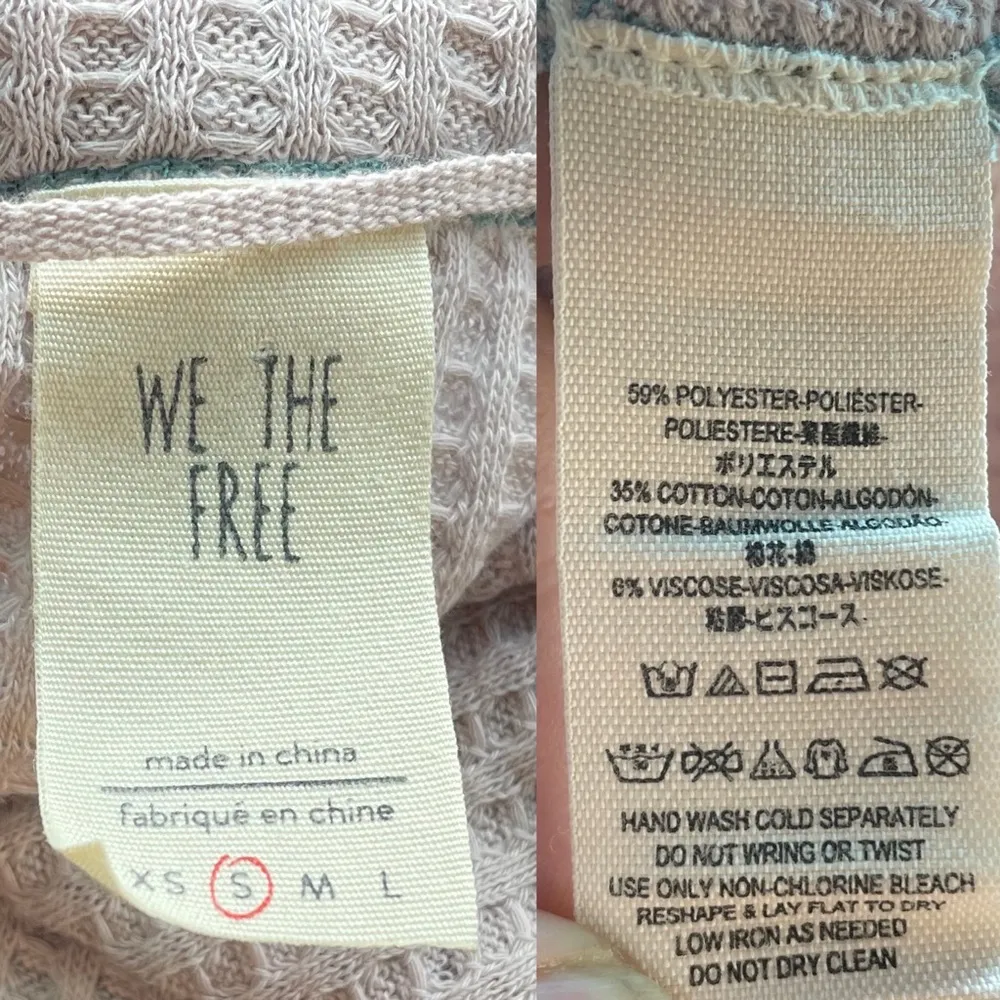 WE THE
FREE
made in china
fabriqué en chine
XS S M L
59% POLYESTER-POLIÉSTER-
POLIESTERE-聚酯纖維-
ポリエステル
35% COTTON-COTON-ALGODÓN-
COTONE-BAUMWOLLE-ALGODÃO-
棉花-綿
6% VISCOSE-VISCOSA-VISKOSE-
粘膠-ビスコース
HAND WASH COLD SEPARATELY
DO NOT WRING OR TWIST
USE ONLY NON-CHLORINE BLEACH
RESHAPE & LAY FLAT TO DRY
LOW IRON AS NEEDED
DO NOT DRY CLEAN